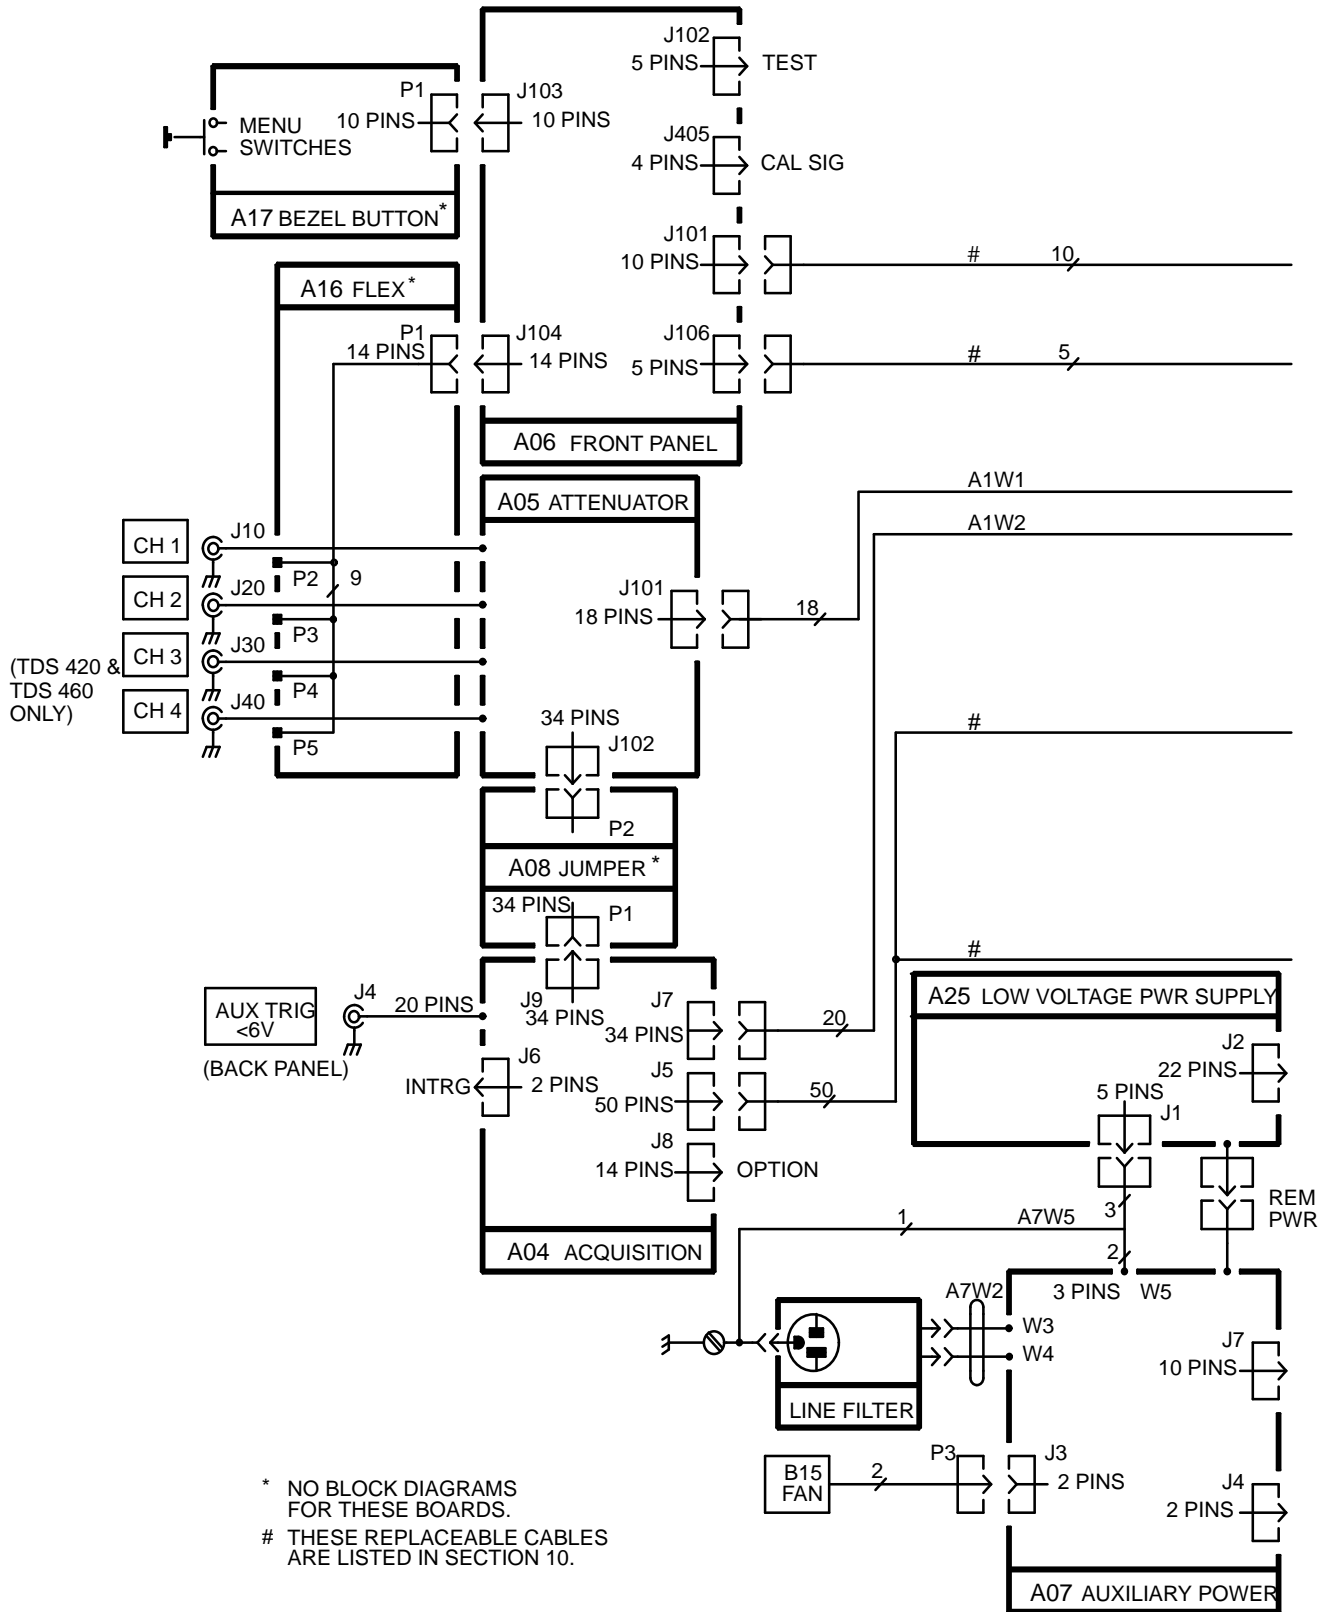 J102
5 PINS
TEST
P1
J103
10 PINS
10 PINS
MENU
SWITCHES
J405
4 PINS
CAL SIG
A17 BEZEL BUTTON*
J101
10 PINS
#
10
A16 FLEX*
P1
14 PINS
J104
14 PINS
J106
5 PINS
#
5
A06 FRONT PANEL
A05 ATTENUATOR
A1W1
A1W2
CH 1
J10
P2
9
CH 2
J20
P3
J101
18 PINS
18
(TDS 420 &
TDS 460
ONLY)
CH 3
J30
P4
CH 4
J40
P5
34 PINS
J102
#
P2
A08 JUMPER *
34 PINS
P1
#
AUX TRIG
<6V
(BACK PANEL)
J4
20 PINS
J9
34 PINS
J7
34 PINS
20
A25 LOW VOLTAGE PWR SUPPLY
J6
INTRG
2 PINS
J5
50 PINS
50
J2
22 PINS
5 PINS
J1
J8
14 PINS
OPTION
3
REM
PWR
1
A7W5
2
A04 ACQUISITION
3 PINS W5
A7W2
W3
W4
J7
10 PINS
LINE FILTER
B15
FAN
2
P3
J3
2 PINS
J4
2 PINS
* NO BLOCK DIAGRAMS
FOR THESE BOARDS.
# THESE REPLACEABLE CABLES
ARE LISTED IN SECTION 10.
A07 AUXILIARY POWER